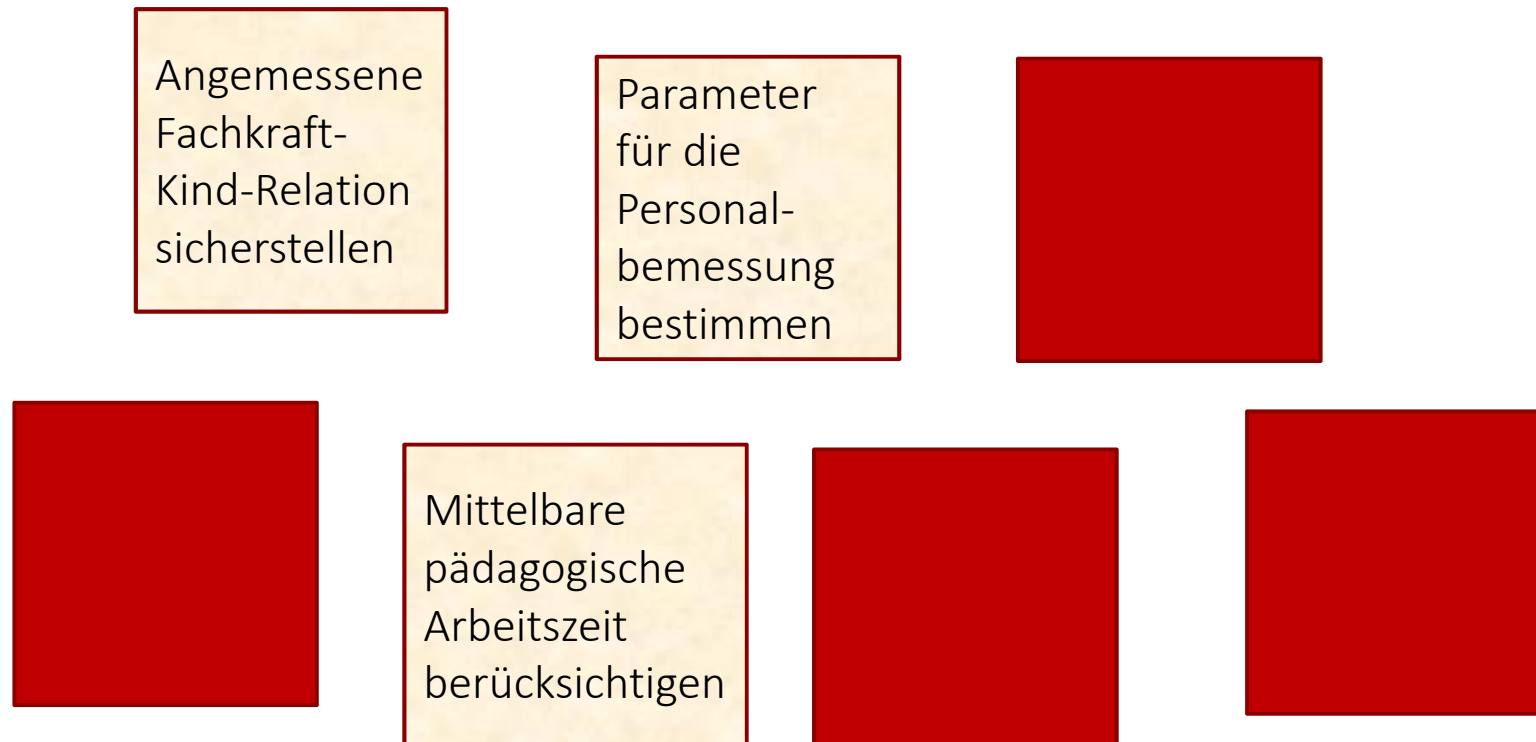 Angemessene
Fachkraft-
Kind-Relation
sicherstellen
Parameter
für die
Personal-
bemessung
bestimmen
Mittelbare
pädagogische
Arbeitszeit
berücksichtigen